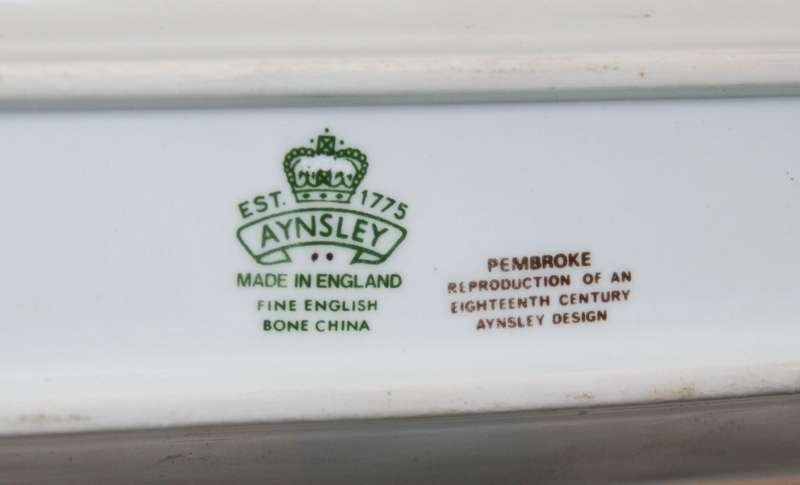 EST. 1775
AYNSLEY
MADE IN ENGLAND
FINE ENGLISH
BONE CHINA
PEMBROKE
REPRODUCTION OF AN
EIGHTEENTH CENTURY
AYNSLEY DESIGN